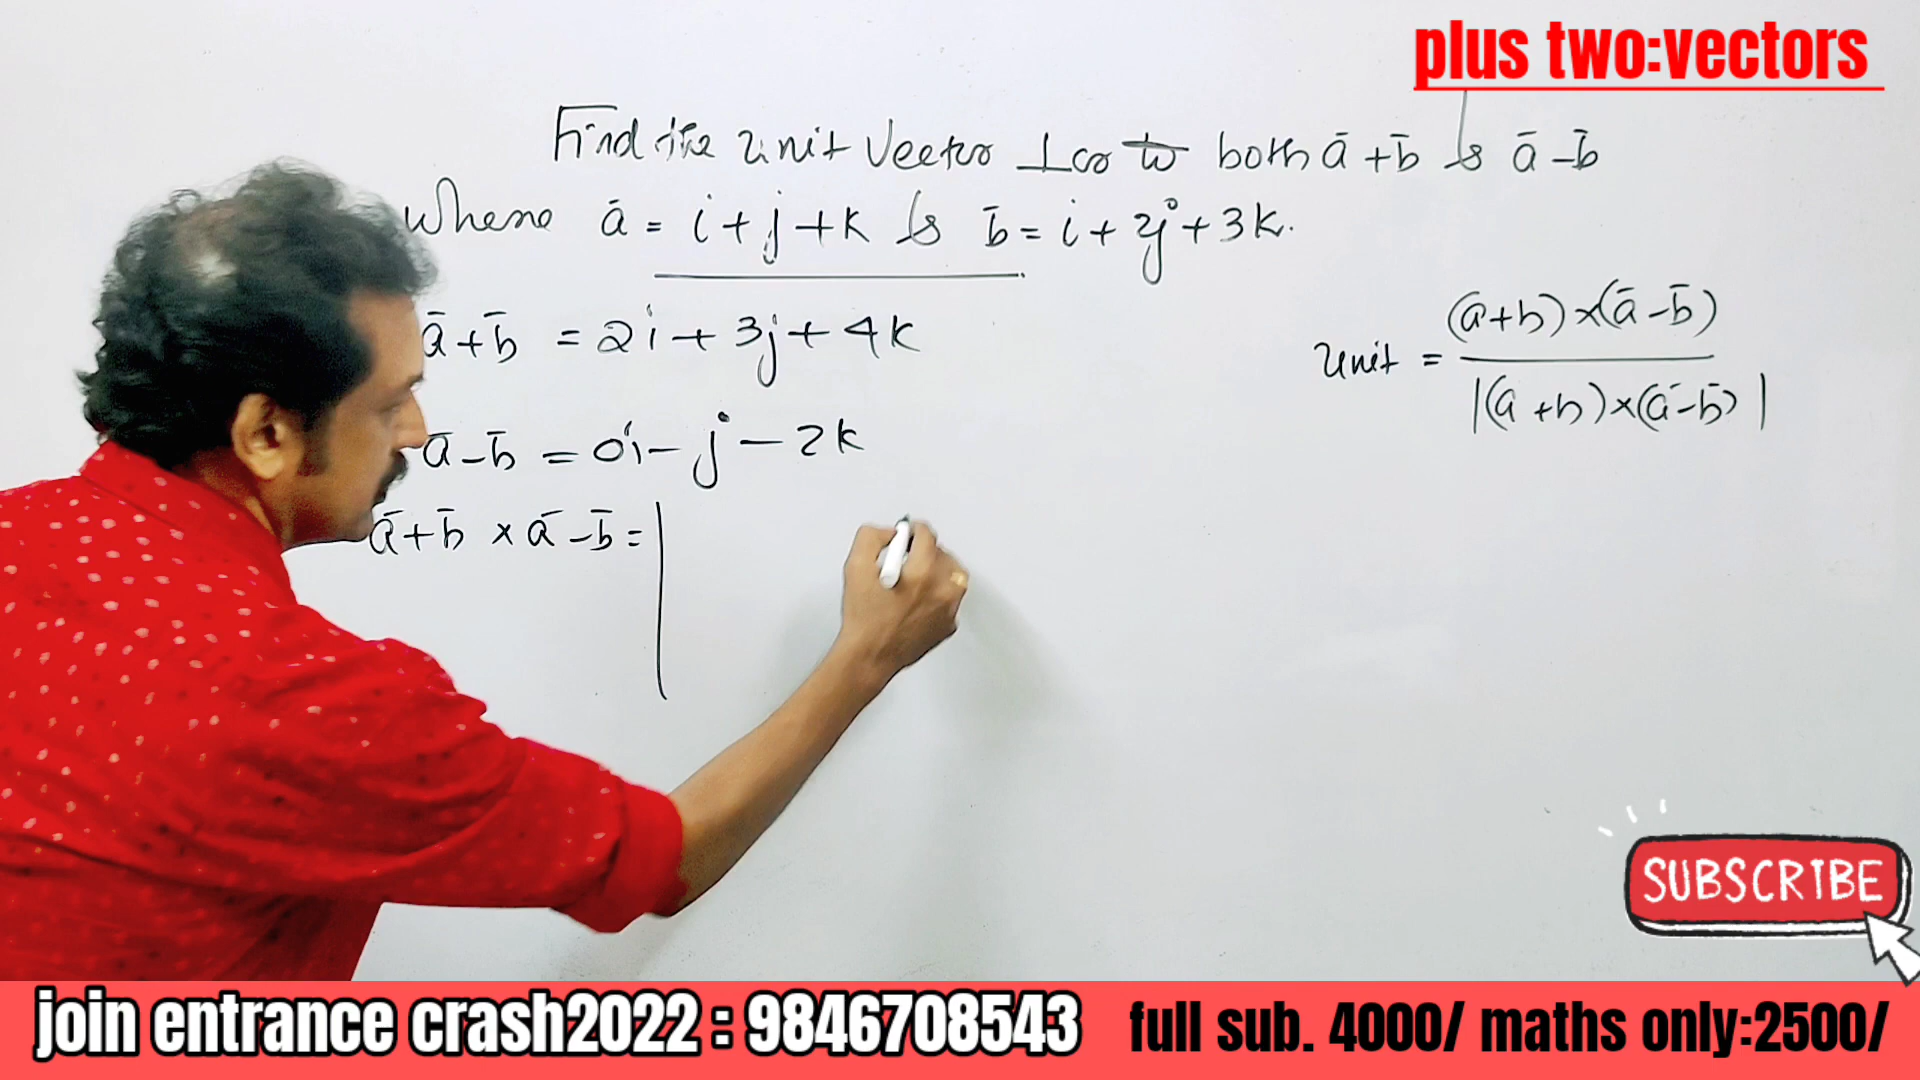 plus two:vectors
Find the unit Vector ⊥cr to both ā + b̄ & ā - b̄
Where ā = i + j + k & b̄ = i + 2j + 3k.
ā + b̄ = 2i + 3j + 4k
unit = (ā+b) × (ā - b̄) / |(ā + b) × (ā - b̄)|
ā - b̄ = 0i - j - 2k
ā + b̄ × ā - b̄ = |
SUBSCRIBE
join entrance crash2022 : 9846708543 full sub. 4000/ maths only:2500/